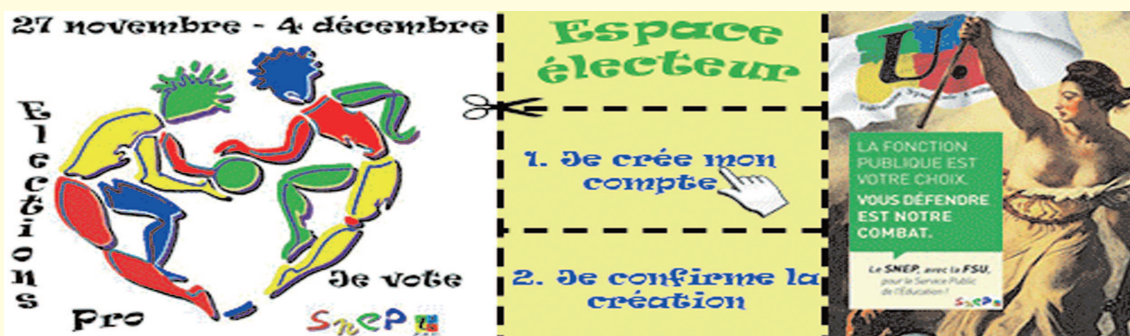 27 novembre - 4 décembre
Elections
Pro
Je vote
Snep
Espace
électeur
1. Je crée mon
compte
2. Je confirme la
création
U.
LA FONCTION
PUBLIQUE EST
VOTRE CHOIX.
VOUS DÉFENDRE
EST NOTRE
COMBAT.
Le SNEP, avec la FSU,
pour le Service Public
de l'Éducation !
Snep